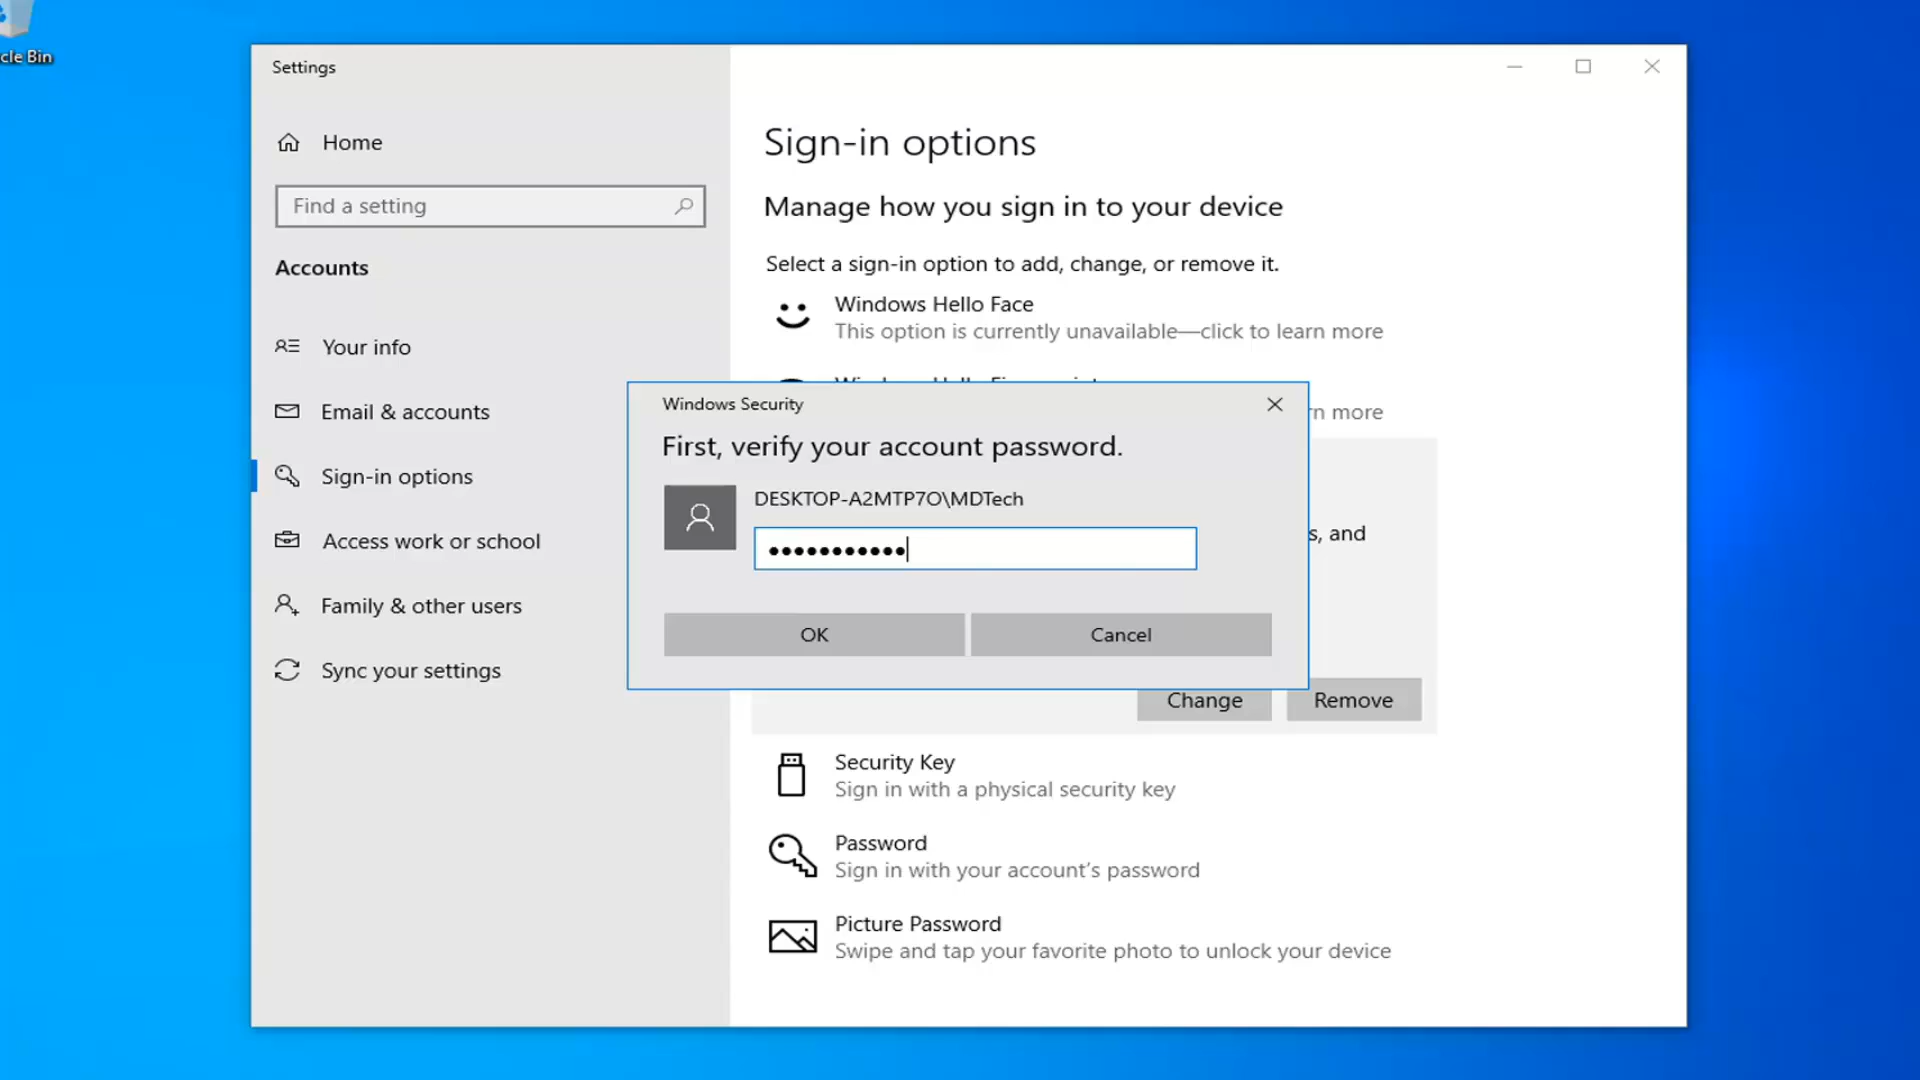 cle Bin
Settings
Home
Find a setting
Accounts
Your info
Email & accounts
Sign-in options
Access work or school
Family & other users
Sync your settings
Sign-in options
Manage how you sign in to your device
Select a sign-in option to add, change, or remove it.
Windows Hello Face
This option is currently unavailable—click to learn more
rn more
Windows Security
First, verify your account password.
DESKTOP-A2MTP7O\MDTech
•••••••••••
OK
Cancel
s, and
Change
Remove
Security Key
Sign in with a physical security key
Password
Sign in with your account's password
Picture Password
Swipe and tap your favorite photo to unlock your device